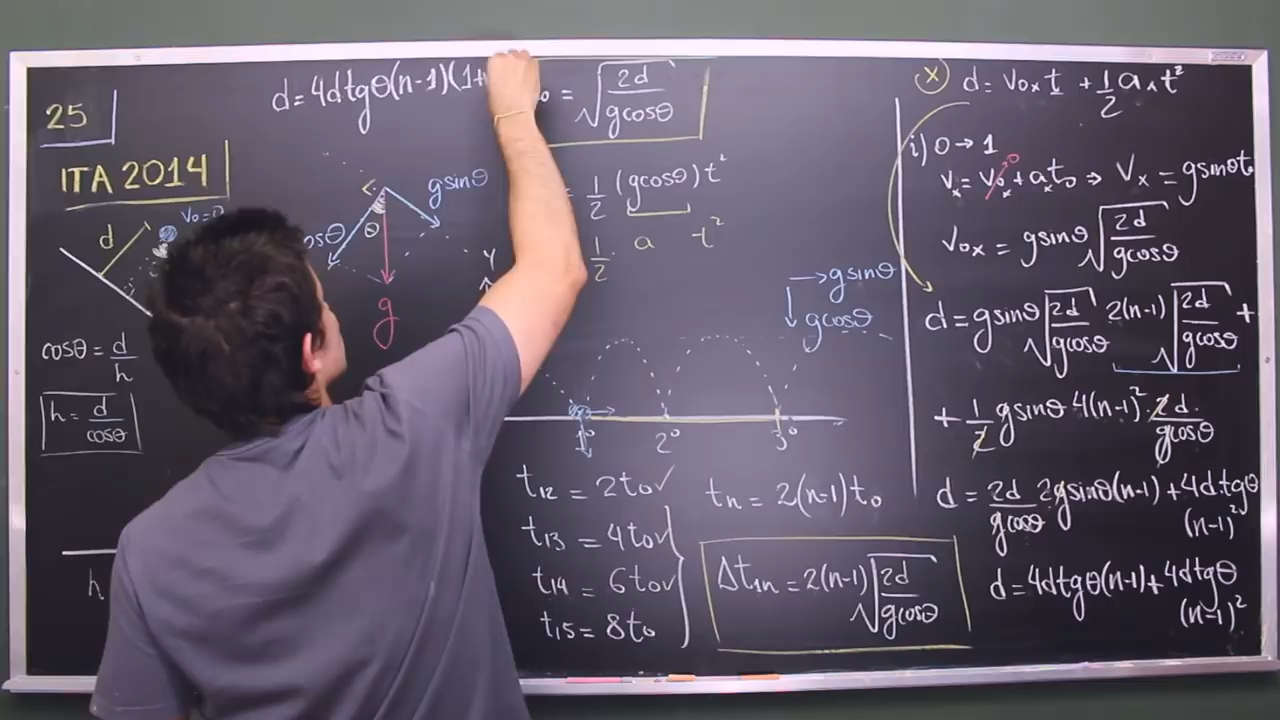 25
ITA 2014
d
V₀=0
cosθ = d/h
h = d/cosθ
h
d = 4dtgθ(n-1)(1+
gsinθ
cosθ
θ
g
Y
= √(2d/gcosθ)
= 1/2 (gcosθ)t²
1/2 . a t²
gsinθ
gcosθ
1° 2° 3°
t₁₂ = 2t₀✓
t₁₃ = 4t₀✓
t₁₄ = 6t₀✓
t₁₅ = 8t₀
tₙ = 2(n-1)t₀
Δt₁ₙ = 2(n-1)√(2d/gcosθ)
(x) d = V₀ₓt + 1/2 aₓt²
i) 0→1
Vₓ = V₀ₓ + aₓt₀ ⇒ Vₓ = gsinθt₀
0
V₀ₓ = gsinθ√(2d/gcosθ)
d = gsinθ√(2d/gcosθ) 2(n-1)√(2d/gcosθ) +
+ 1/2 gsinθ 4(n-1)² . 2d/gcosθ
d = 2d/gcosθ 2gsinθ(n-1) + 4dtgθ
(n-1)²
d = 4dtgθ(n-1) + 4dtgθ
(n-1)²